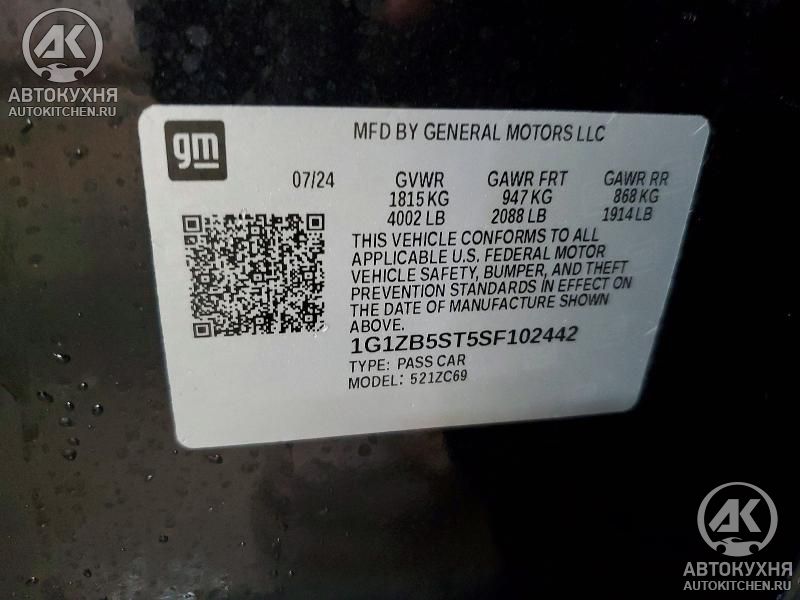 AK
АВТОКУХНЯ
AUTOKITCHEN.RU
gm
MFD BY GENERAL MOTORS LLC
07/24 GVWR GAWR FRT GAWR RR
1815 KG 947 KG 868 KG
4002 LB 2088 LB 1914 LB
THIS VEHICLE CONFORMS TO ALL
APPLICABLE U.S. FEDERAL MOTOR
VEHICLE SAFETY, BUMPER, AND THEFT
PREVENTION STANDARDS IN EFFECT ON
THE DATE OF MANUFACTURE SHOWN
ABOVE.
1G1ZB5ST5SF102442
TYPE: PASS CAR
MODEL: 521ZC69
AK
АВТОКУХНЯ
AUTOKITCHEN.RU